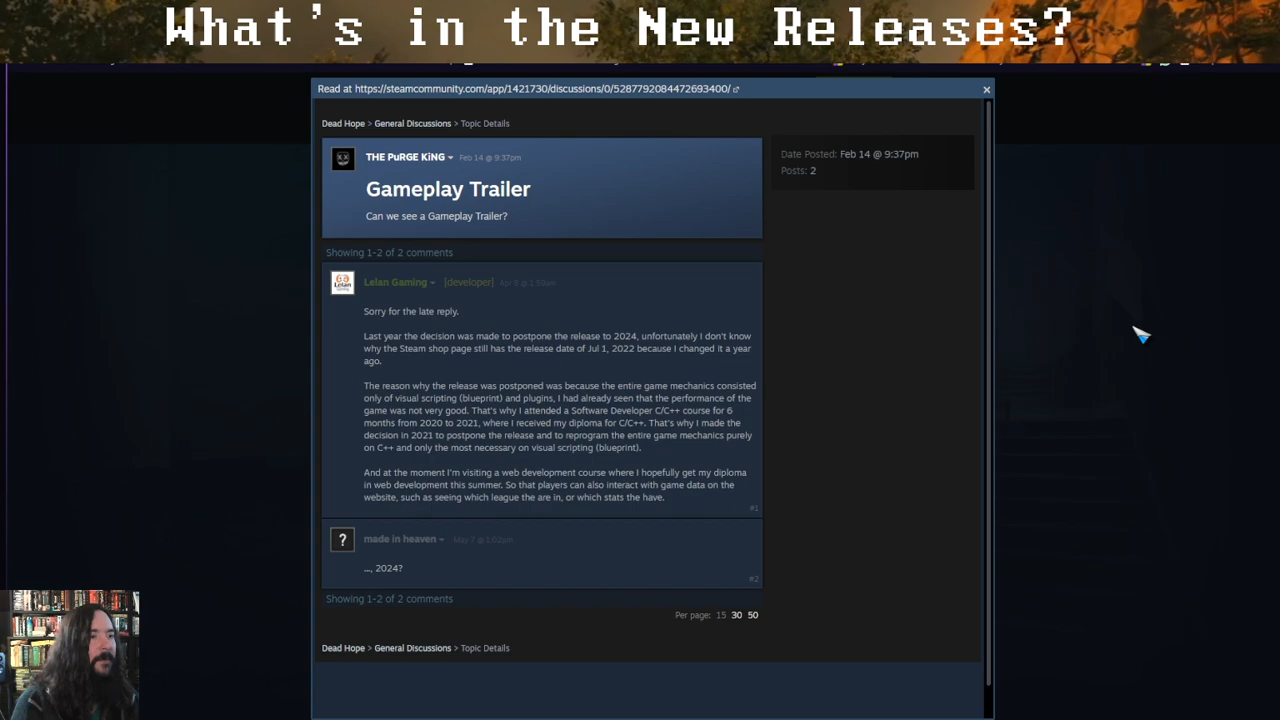 What's in the New Releases?
Read at https://steamcommunity.com/app/1421730/discussions/0/5287792084472693400/
Dead Hope > General Discussions > Topic Details
THE PuRGE KiNG Feb 14 @ 9:37pm
Gameplay Trailer
Can we see a Gameplay Trailer?
Date Posted: Feb 14 @ 9:37pm
Posts: 2
Showing 1-2 of 2 comments
Lelan Gaming [developer] Apr @ 1:59am
Sorry for the late reply.
Last year the decision was made to postpone the release to 2024, unfortunately I don't know
why the Steam shop page still has the release date of Jul 1, 2022 because I changed it a year
ago.
The reason why the release was postponed was because the entire game mechanics consisted
only of visual scripting (blueprint) and plugins, I had already seen that the performance of the
game was not very good. That's why I attended a Software Developer C/C++ course for 6
months from 2020 to 2021, where I received my diploma for C/C++. That's why I made the
decision in 2021 to postpone the release and to reprogram the entire game mechanics purely
on C++ and only the most necessary on visual scripting (blueprint).
And at the moment I'm visiting a web development course where I hopefully get my diploma
in web development this summer. So that players can also interact with game data on the
website, such as seeing which league the are in, or which stats the have.
#1
made in heaven May 7 @ 1:02pm
..., 2024?
#2
Showing 1-2 of 2 comments
Per page: 15 30 50
Dead Hope > General Discussions > Topic Details